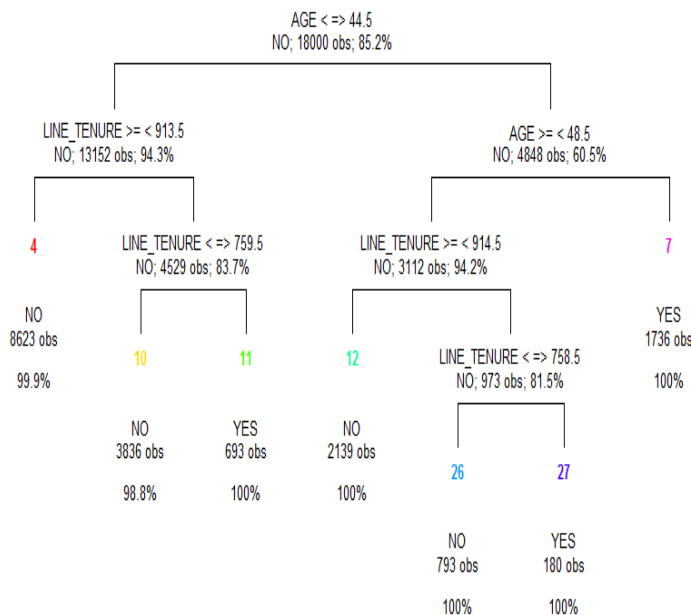 AGE < => 44.5
NO; 18000 obs; 85.2%
LINE_TENURE >= < 913.5
NO; 13152 obs; 94.3%
AGE >= < 48.5
NO; 4848 obs; 60.5%
4
LINE_TENURE < => 759.5
NO; 4529 obs; 83.7%
LINE_TENURE >= < 914.5
NO; 3112 obs; 94.2%
7
NO
8623 obs
99.9%
YES
1736 obs
100%
10
11
12
LINE_TENURE < => 758.5
NO; 973 obs; 81.5%
NO
3836 obs
98.8%
YES
693 obs
100%
NO
2139 obs
100%
26
27
NO
793 obs
100%
YES
180 obs
100%